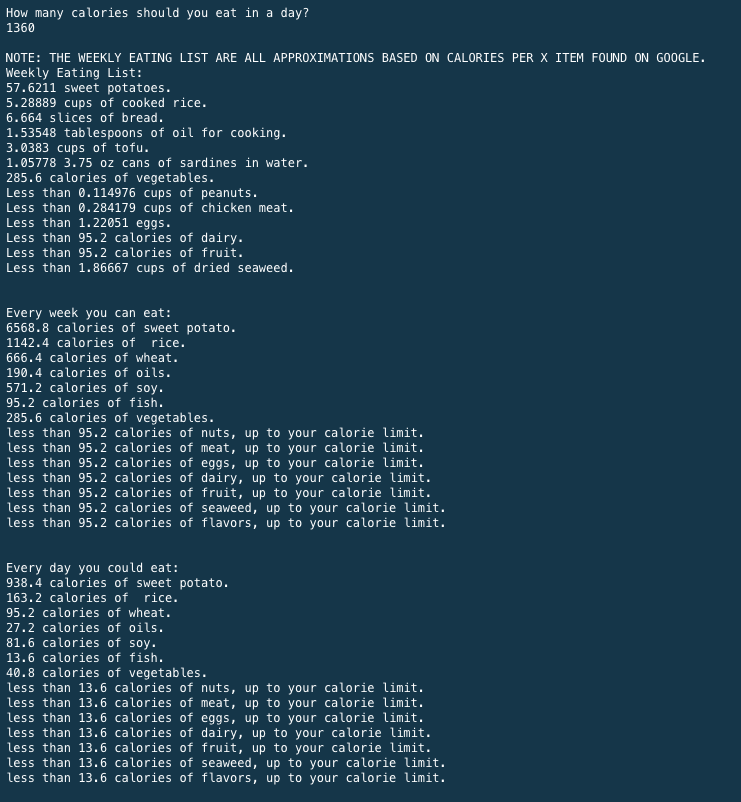 How many calories should you eat in a day?
1360
NOTE: THE WEEKLY EATING LIST ARE ALL APPROXIMATIONS BASED ON CALORIES PER X ITEM FOUND ON GOOGLE.
Weekly Eating List:
57.6211 sweet potatoes.
5.28889 cups of cooked rice.
6.664 slices of bread.
1.53548 tablespoons of oil for cooking.
3.0383 cups of tofu.
1.05778 3.75 oz cans of sardines in water.
285.6 calories of vegetables.
Less than 0.114976 cups of peanuts.
Less than 0.284179 cups of chicken meat.
Less than 1.22051 eggs.
Less than 95.2 calories of dairy.
Less than 95.2 calories of fruit.
Less than 1.86667 cups of dried seaweed.
Every week you can eat:
6568.8 calories of sweet potato.
1142.4 calories of  rice.
666.4 calories of wheat.
190.4 calories of oils.
571.2 calories of soy.
95.2 calories of fish.
285.6 calories of vegetables.
less than 95.2 calories of nuts, up to your calorie limit.
less than 95.2 calories of meat, up to your calorie limit.
less than 95.2 calories of eggs, up to your calorie limit.
less than 95.2 calories of dairy, up to your calorie limit.
less than 95.2 calories of fruit, up to your calorie limit.
less than 95.2 calories of seaweed, up to your calorie limit.
less than 95.2 calories of flavors, up to your calorie limit.
Every day you could eat:
938.4 calories of sweet potato.
163.2 calories of  rice.
95.2 calories of wheat.
27.2 calories of oils.
81.6 calories of soy.
13.6 calories of fish.
40.8 calories of vegetables.
less than 13.6 calories of nuts, up to your calorie limit.
less than 13.6 calories of meat, up to your calorie limit.
less than 13.6 calories of eggs, up to your calorie limit.
less than 13.6 calories of dairy, up to your calorie limit.
less than 13.6 calories of fruit, up to your calorie limit.
less than 13.6 calories of seaweed, up to your calorie limit.
less than 13.6 calories of flavors, up to your calorie limit.